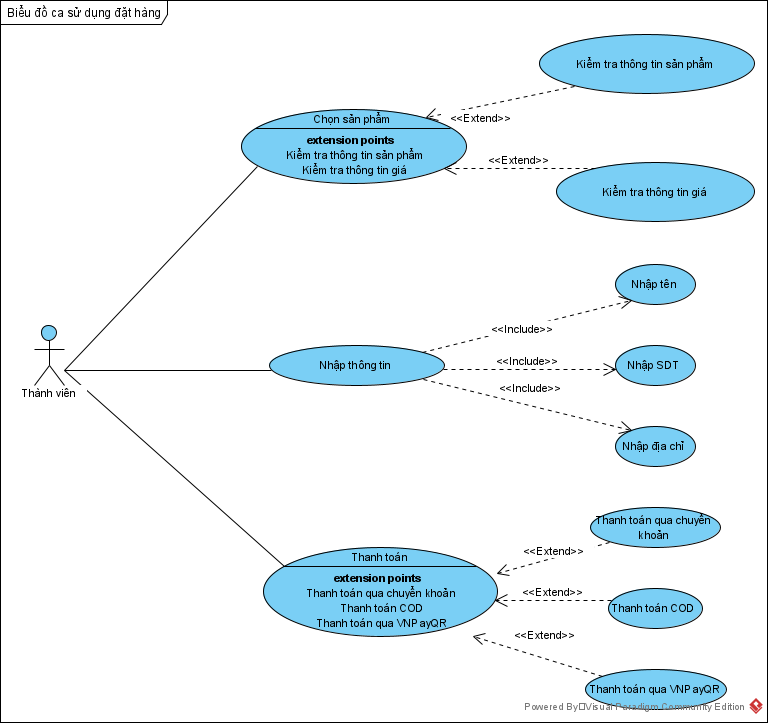 Biểu đồ ca sử dụng đặt hàng
Kiểm tra thông tin sản phẩm
<<Extend>>
Chọn sản phẩm
extension points
Kiểm tra thông tin sản phẩm
Kiểm tra thông tin giá
<<Extend>>
Kiểm tra thông tin giá
Nhập tên
<<Include>>
Nhập thông tin
<<Include>>
Nhập SDT
<<Include>>
Thành viên
Nhập địa chỉ
Thanh toán qua chuyển
khoản
<<Extend>>
Thanh toán
extension points
Thanh toán qua chuyển khoản
Thanh toán COD
Thanh toán qua VNPayQR
<<Extend>>
Thanh toán COD
<<Extend>>
Thanh toán qua VNPayQR
Powered By Visual Paradigm Community Edition